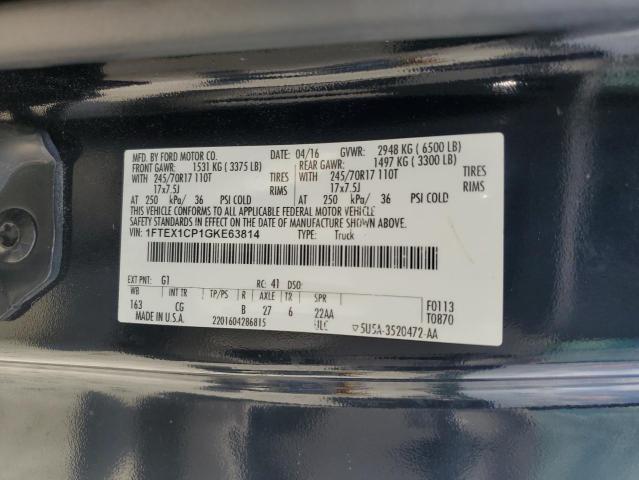 MFD. BY FORD MOTOR CO. 04/16 GVWR: 2948 KG ( 6500 LB)
FRONT GAWR: 1531 KG ( 3375 LB) REAR GAWR: 1497 KG ( 3300 LB)
WITH 245/70R17 110T TIRES WITH 245/70R17 110T TIRES
17x7.5J RIMS 17x7.5J RIMS
AT 250 kPa/ 36 PSI COLD AT 250 kPa/ 36 PSI COLD
THIS VEHICLE CONFORMS TO ALL APPLICABLE FEDERAL MOTOR VEHICLE
SAFETY STANDARDS IN EFFECT ON THE DATE OF MANUFACTURE SHOWN ABOVE.
VIN: 1FTEX1CP1GKE63814 TYPE: Truck
EXT PNT: G1 RC: 41 DSO:
WB INT TR TP/PS R AXLE TR SPR
163 CG B 27 6 22AA F0113
MADE IN U.S.A. 2201604286815 T0870
5U5A-3520472-AA